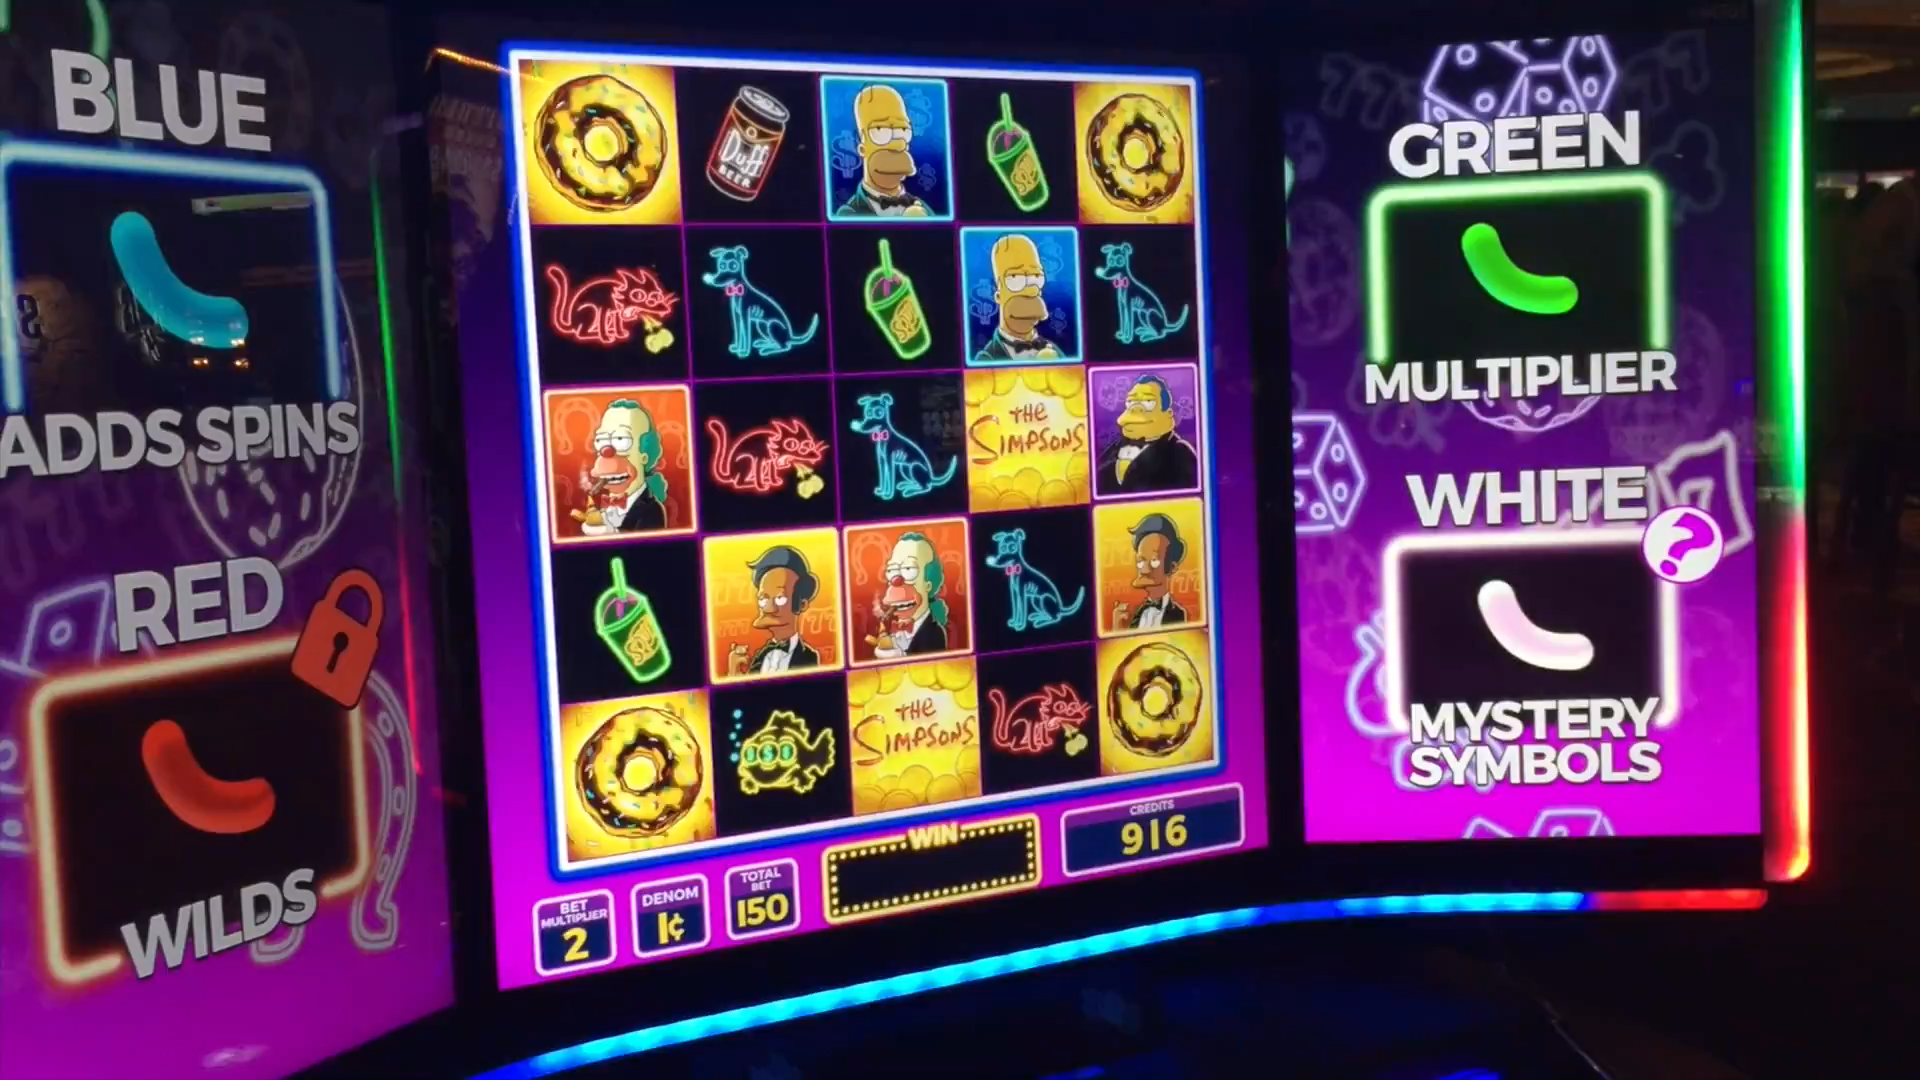 BLUE
ADDS SPINS
RED
WILDS
Duff
BEER
THE
SIMPSONS
THE
SIMPSONS
BET
MULTIPLIER
2
DENOM
1¢
TOTAL
BET
150
WIN
CREDITS
916
GREEN
MULTIPLIER
WHITE
?
MYSTERY
SYMBOLS